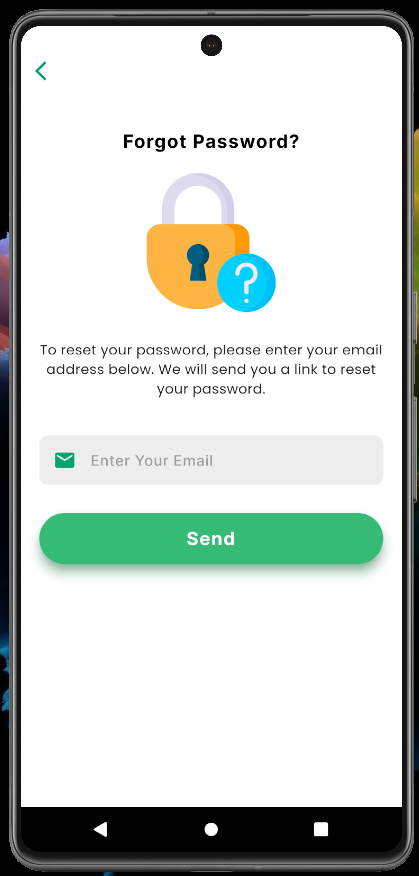 Forgot Password?
?
To reset your password, please enter your email
address below. We will send you a link to reset
your password.
Enter Your Email
Send